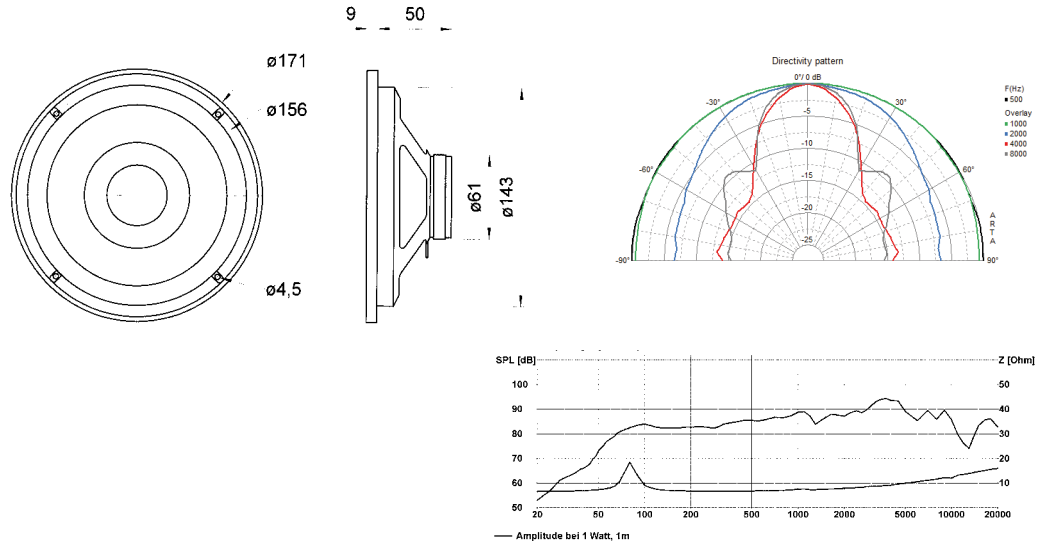 9 50
ø171
ø156
ø61
ø143
ø4,5
Directivity pattern
0°/ 0 dB
-30°
30°
-60°
60°
-90°
90°
-5
-10
-15
-20
-25
F(Hz)
500
Overlay
1000
2000
4000
8000
A
R
T
A
SPL [dB] Z [Ohm]
100 50
90 40
80 30
70 20
60 10
50
20 50 100 200 500 1000 2000 5000 10000 20000
Amplitude bei 1 Watt, 1m